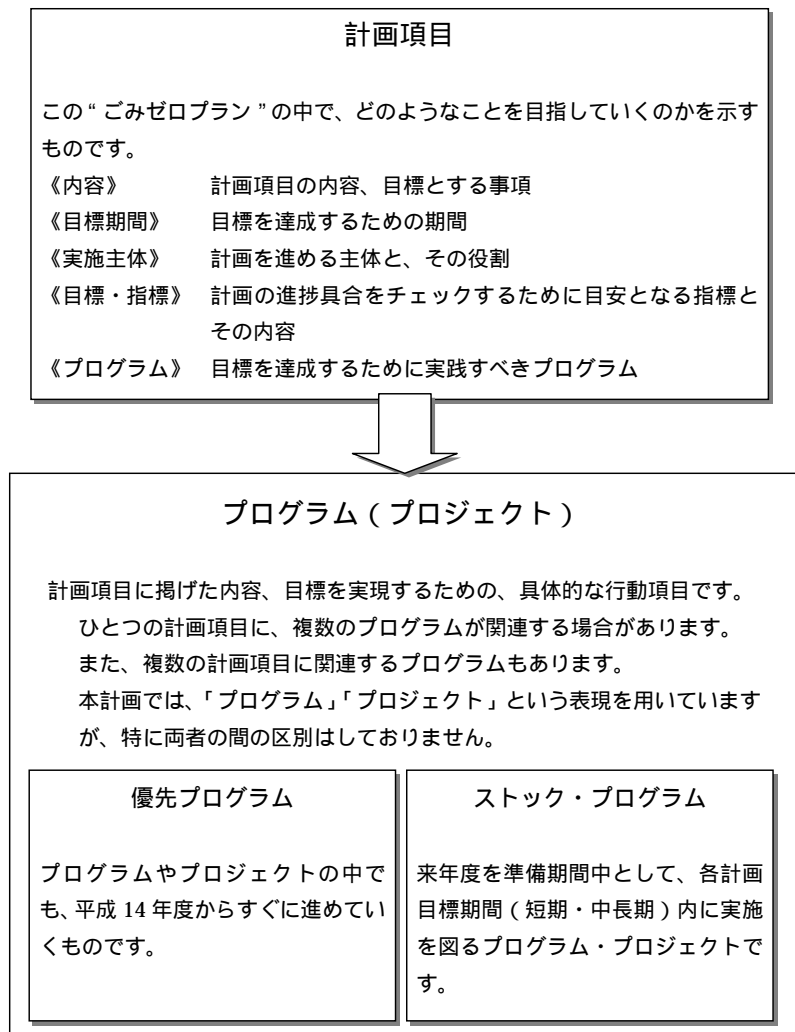 計画項目
この“ごみゼロプラン”の中で、どのようなことを目指していくのかを示す
ものです。
《内容》 計画項目の内容、目標とする事項
《目標期間》 目標を達成するための期間
《実施主体》 計画を進める主体と、その役割
《目標・指標》 計画の進捗具合をチェックするために目安となる指標と
その内容
《プログラム》 目標を達成するために実践すべきプログラム
プログラム（プロジェクト）
計画項目に掲げた内容、目標を実現するための、具体的な行動項目です。
ひとつの計画項目に、複数のプログラムが関連する場合があります。
また、複数の計画項目に関連するプログラムもあります。
本計画では、「プログラム」「プロジェクト」という表現を用いています
が、特に両者の間の区別はしておりません。
優先プログラム
プログラムやプロジェクトの中で
も、平成 14 年度からすぐに進めてい
くものです。
ストック・プログラム
来年度を準備期間中として、各計画
目標期間（短期・中長期）内に実施
を図るプログラム・プロジェクトで
す。